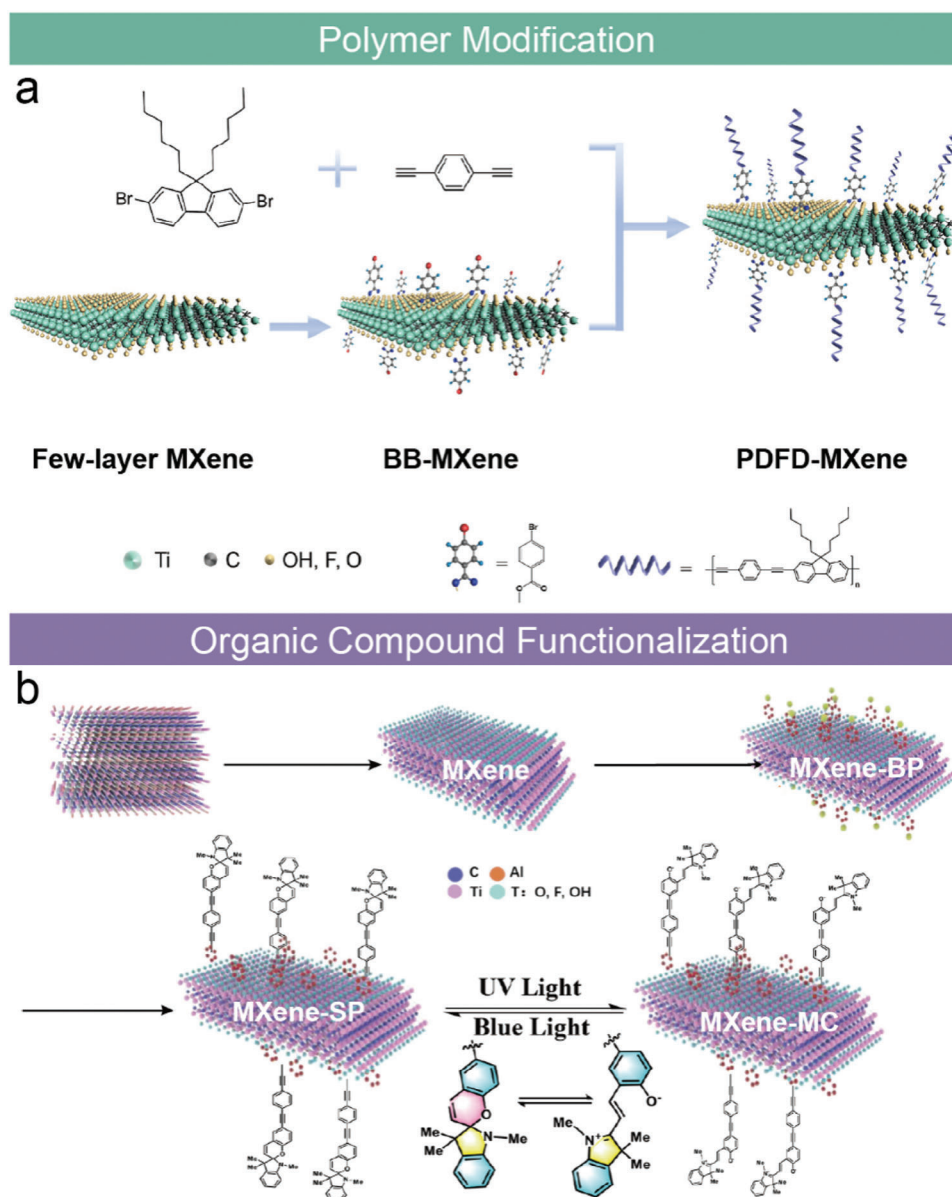 Polymer Modification
a
Br
Br
Few-layer MXene
BB-MXene
PDFD-MXene
Ti
C
OH, F, O
=
Br
=
n
Organic Compound Functionalization
b
MXene
MXene-BP
C
Al
Ti
T: O, F, OH
MXene-SP
UV Light
Blue Light
MXene-MC
O
N
Me
Me
Me
O-
Me
N+
Me
Me